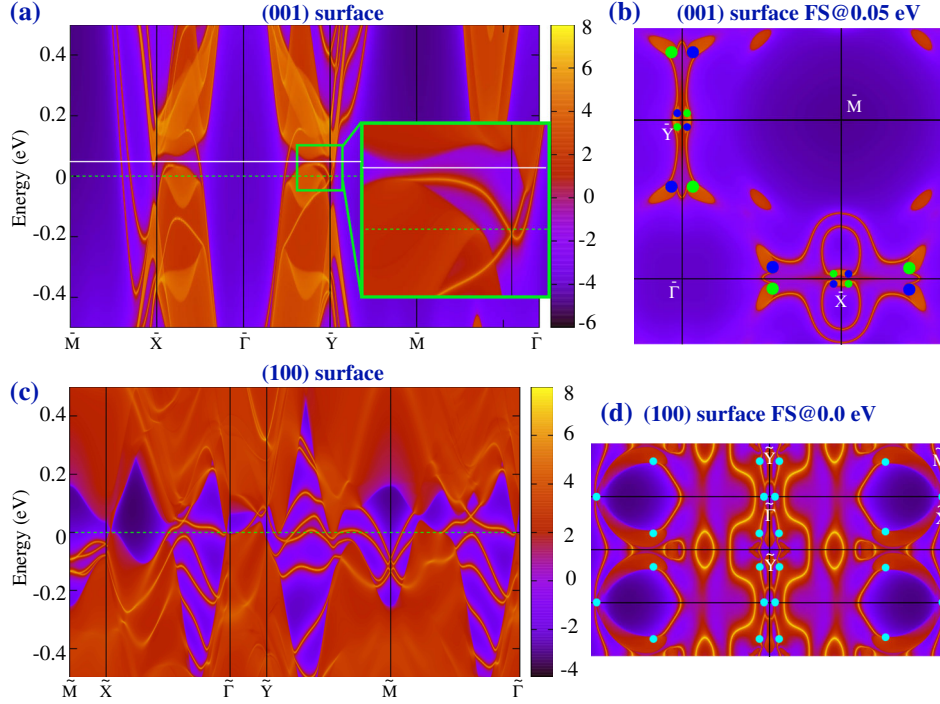 (a)
(001) surface
0.4
0.2
0
-0.2
-0.4
Energy (eV)
M̄
X̄
Γ̄
Ȳ
M̄
Γ̄
8
6
4
2
0
-2
-4
-6
(b)
(001) surface FS@0.05 eV
M̄
Ȳ
Γ̄
X̄
(c)
(100) surface
0.4
0.2
0
-0.2
-0.4
Energy (eV)
M̃
X̃
Γ̃
Ỹ
M̃
Γ̃
8
6
4
2
0
-2
-4
(d)
(100) surface FS@0.0 eV
Ỹ
M̃
Γ̃
X̃
Ỹ